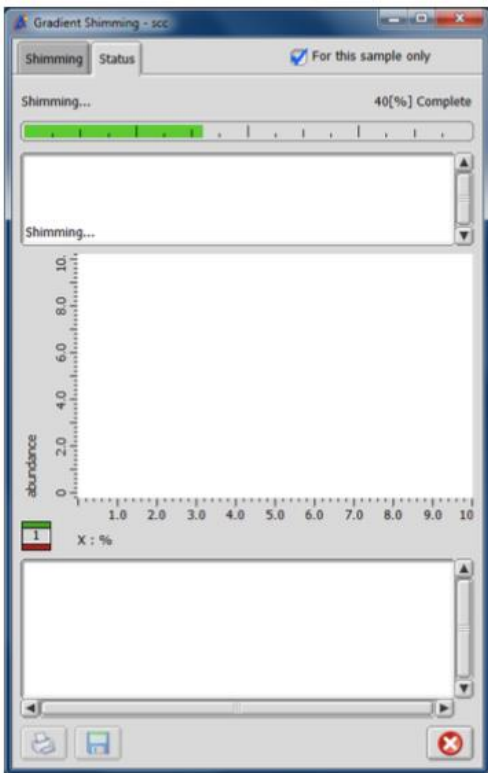 Gradient Shimming - scc
Shimming Status For this sample only
Shimming... 40[%] Complete
Shimming...
10.
8.0
6.0
4.0
2.0
0
abundance
1.0 2.0 3.0 4.0 5.0 6.0 7.0 8.0 9.0 10
1 X : %